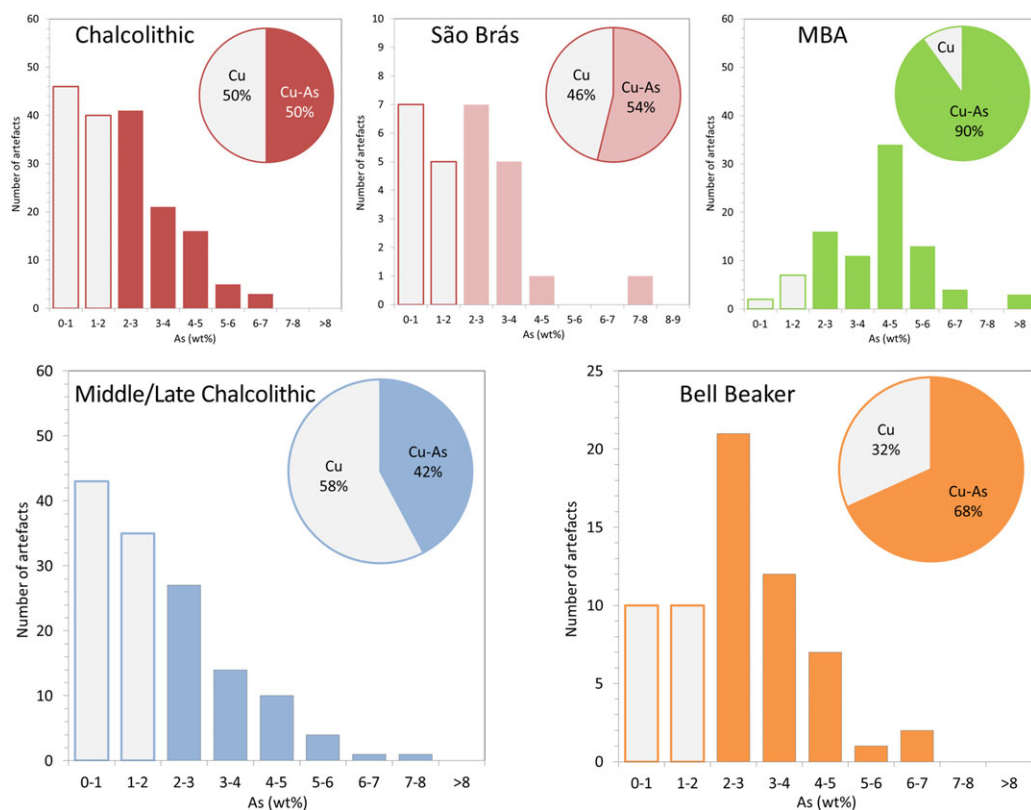 Chalcolithic
Number of artefacts
60
50
40
30
20
10
0
Cu
50%
Cu-As
50%
0-1 1-2 2-3 3-4 4-5 5-6 6-7 7-8 >8
As (wt%)
São Brás
Number of artefacts
10
9
8
7
6
5
4
3
2
1
0
Cu
46%
Cu-As
54%
0-1 1-2 2-3 3-4 4-5 5-6 6-7 7-8 8-9
As (wt%)
MBA
Number of artefacts
60
50
40
30
20
10
0
Cu
Cu-As
90%
0-1 1-2 2-3 3-4 4-5 5-6 6-7 7-8 >8
As (wt%)
Middle/Late Chalcolithic
Number of artefacts
60
50
40
30
20
10
0
Cu
58%
Cu-As
42%
0-1 1-2 2-3 3-4 4-5 5-6 6-7 7-8 >8
As (wt%)
Bell Beaker
Number of artefacts
25
20
15
10
5
0
Cu
32%
Cu-As
68%
0-1 1-2 2-3 3-4 4-5 5-6 6-7 7-8 >8
As (wt%)